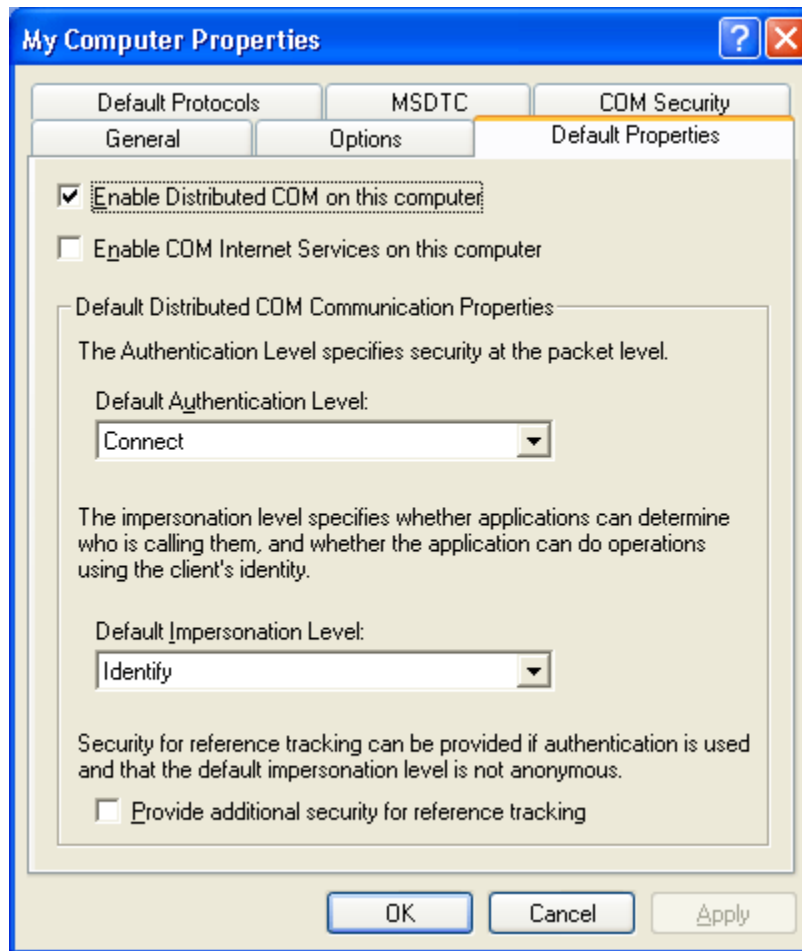 My Computer Properties
Default Protocols MSDTC COM Security
General Options Default Properties
Enable Distributed COM on this computer
Enable COM Internet Services on this computer
Default Distributed COM Communication Properties
The Authentication Level specifies security at the packet level.
Default Authentication Level:
Connect
The impersonation level specifies whether applications can determine
who is calling them, and whether the application can do operations
using the client's identity.
Default Impersonation Level:
Identify
Security for reference tracking can be provided if authentication is used
and that the default impersonation level is not anonymous.
Provide additional security for reference tracking
OK Cancel Apply